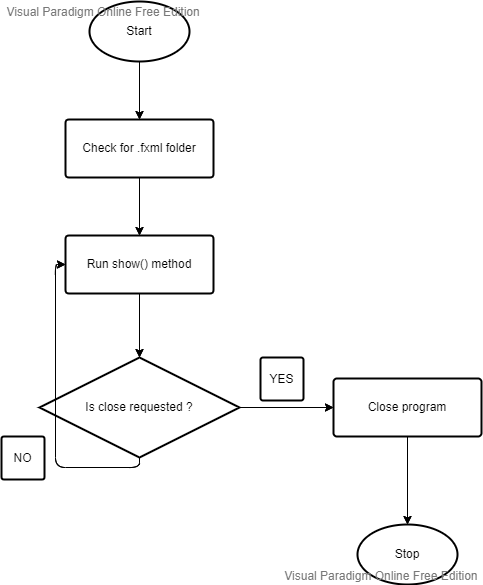 Visual Paradigm Online Free Edition
Start
Check for .fxml folder
Run show() method
Is close requested ?
YES
Close program
NO
Stop
Visual Paradigm Online Free Edition